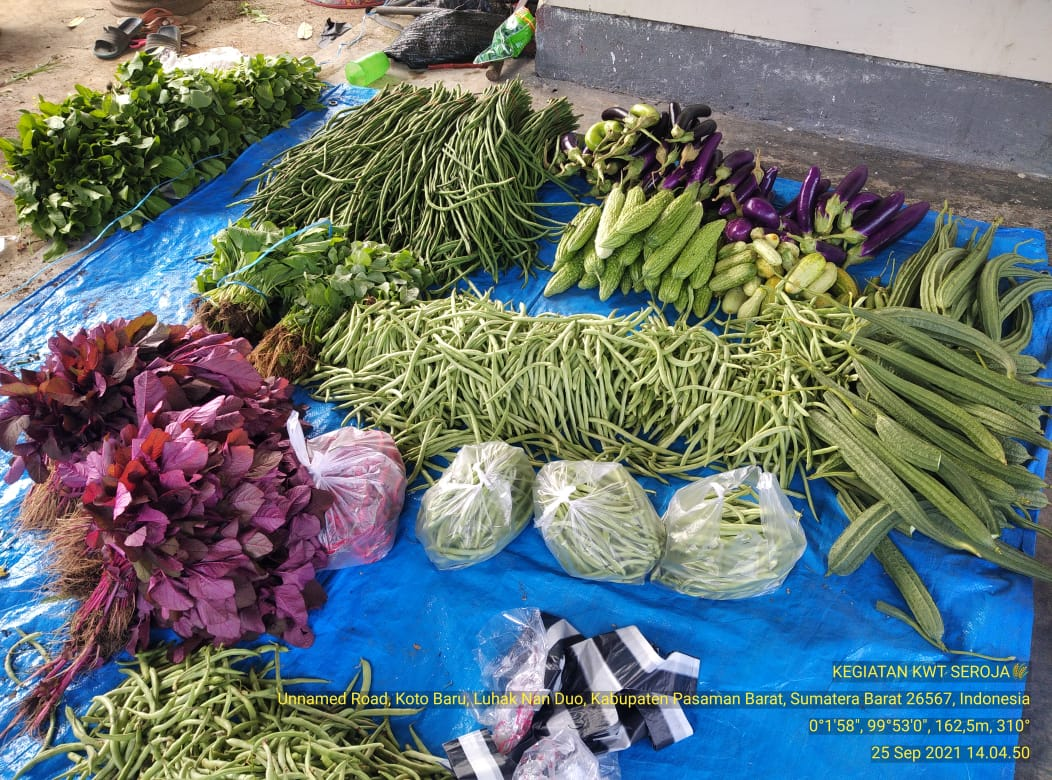 KEGIATAN KWT SEROJA🌾
Unnamed Road, Koto Baru, Luhak Nan Duo, Kabupaten Pasaman Barat, Sumatera Barat 26567, Indonesia
0°1'58", 99°53'0", 162,5m, 310°
25 Sep 2021 14.04.50